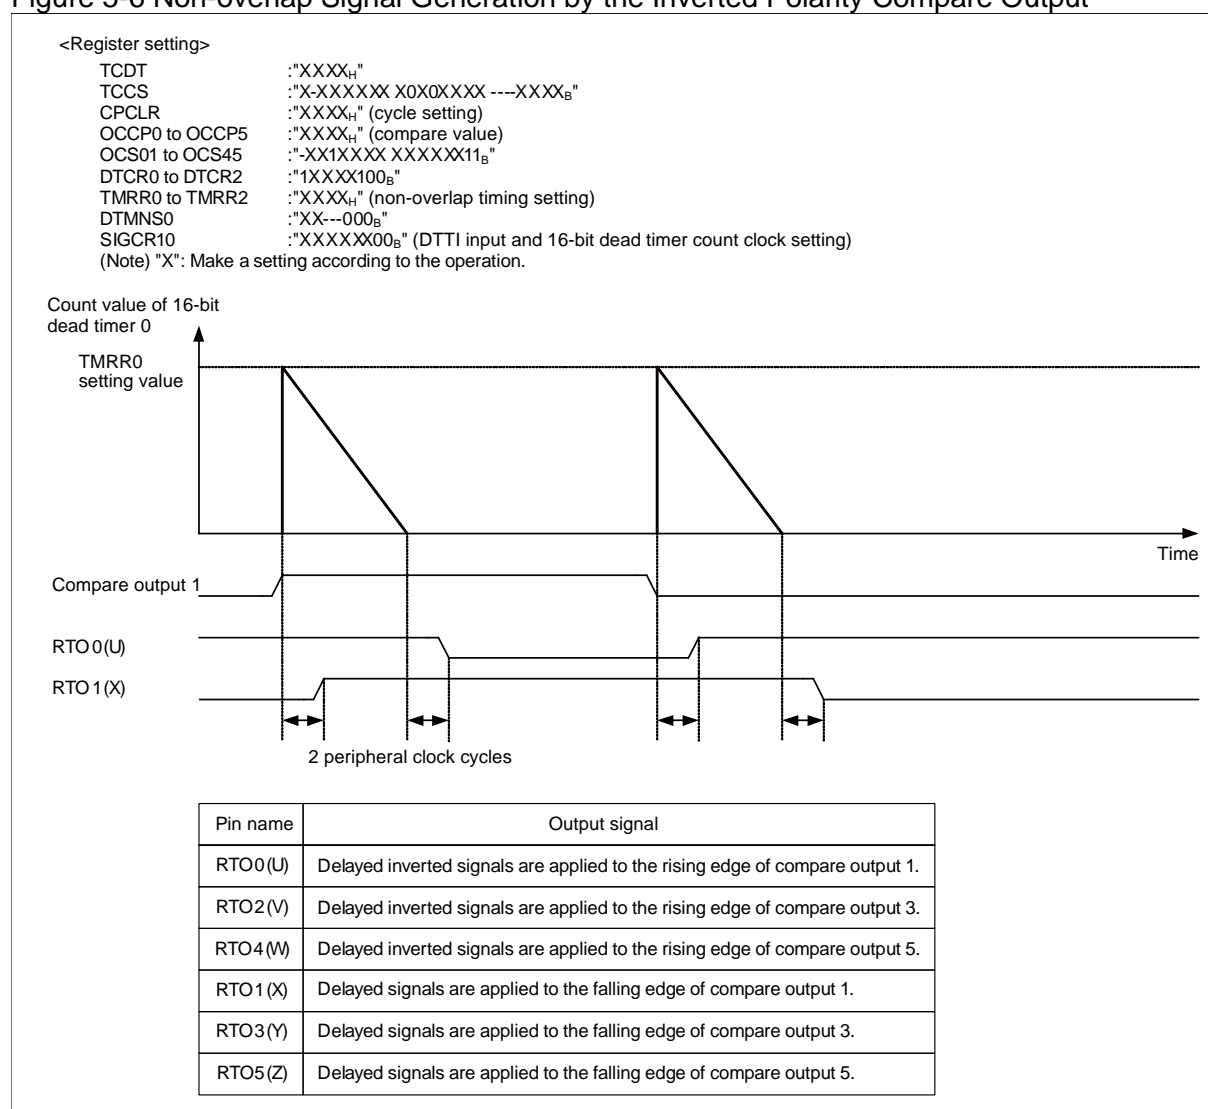 Figure 5-6 Non-overlap Signal Generation by the Inverted Polarity Compare Output
<Register setting>
TCDT :"XXXXH"
TCCS :"X-XXXXXX X0X0XXXX ----XXXXB"
CPCLR :"XXXXH" (cycle setting)
OCCP0 to OCCP5 :"XXXXH" (compare value)
OCS01 to OCS45 :"-XX1XXXX XXXXXX11B"
DTCR0 to DTCR2 :"1XXXX100B"
TMRR0 to TMRR2 :"XXXXH" (non-overlap timing setting)
DTMNS0 :"XX---000B"
SIGCR10 :"XXXXXX00B" (DTTI input and 16-bit dead timer count clock setting)
(Note) "X": Make a setting according to the operation.
Count value of 16-bit
dead timer 0
TMRR0
setting value
Time
Compare output 1
RTO0(U)
RTO1(X)
2 peripheral clock cycles
Pin name Output signal
RTO0(U) Delayed inverted signals are applied to the rising edge of compare output 1.
RTO2(V) Delayed inverted signals are applied to the rising edge of compare output 3.
RTO4(W) Delayed inverted signals are applied to the rising edge of compare output 5.
RTO1(X) Delayed signals are applied to the falling edge of compare output 1.
RTO3(Y) Delayed signals are applied to the falling edge of compare output 3.
RTO5(Z) Delayed signals are applied to the falling edge of compare output 5.